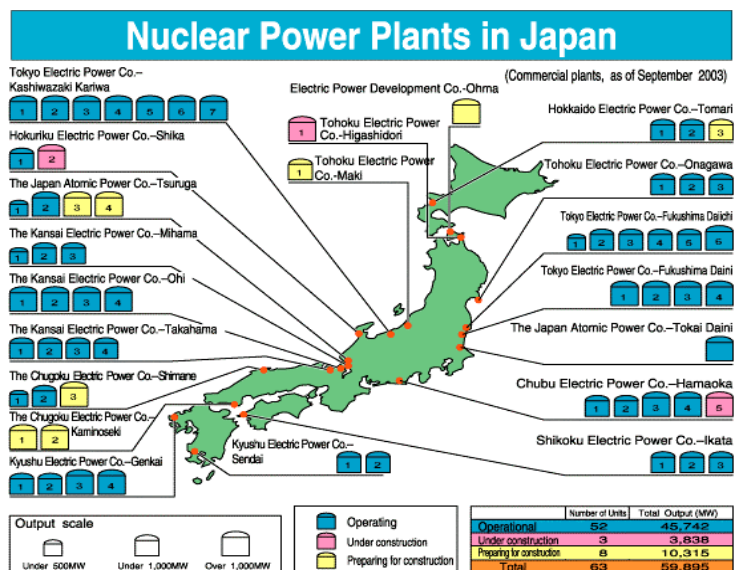 Nuclear Power Plants in Japan
(Commercial plants, as of September 2003)
Tokyo Electric Power Co.–
Kashiwazaki Kariwa
1 2 3 4 5 6 7
Hokuriku Electric Power Co.–Shika
1 2
The Japan Atomic Power Co.–Tsuruga
1 2 3 4
The Kansai Electric Power Co.–Mihama
1 2 3
The Kansai Electric Power Co.–Ohi
1 2 3 4
The Kansai Electric Power Co.–Takahama
1 2 3 4
The Chugoku Electric Power Co.–Shimane
1 2 3
The Chugoku Electric Power Co.–
Kaminoseki
1 2
Kyushu Electric Power Co.–Genkai
1 2 3 4
Electric Power Development Co.-Ohma
1 Tohoku Electric Power
Co.–Higashidori
1 Tohoku Electric Power
Co.–Maki
Kyushu Electric Power Co.–
Sendai
1 2
Hokkaido Electric Power Co.–Tomari
1 2 3
Tohoku Electric Power Co.–Onagawa
1 2 3
Tokyo Electric Power Co.–Fukushima Daiichi
1 2 3 4 5 6
Tokyo Electric Power Co.–Fukushima Daini
1 2 3 4
The Japan Atomic Power Co.–Tokai Daini
Chubu Electric Power Co.–Hamaoka
1 2 3 4 5
Shikoku Electric Power Co.–Ikata
1 2 3
Output scale
Under 500MW Under 1,000MW Over 1,000MW
Operating
Under construction
Preparing for construction
Number of Units Total Output (MW)
Operational 52 45,742
Under construction 3 3,838
Preparing for construction 8 10,315
Total 63 59,895